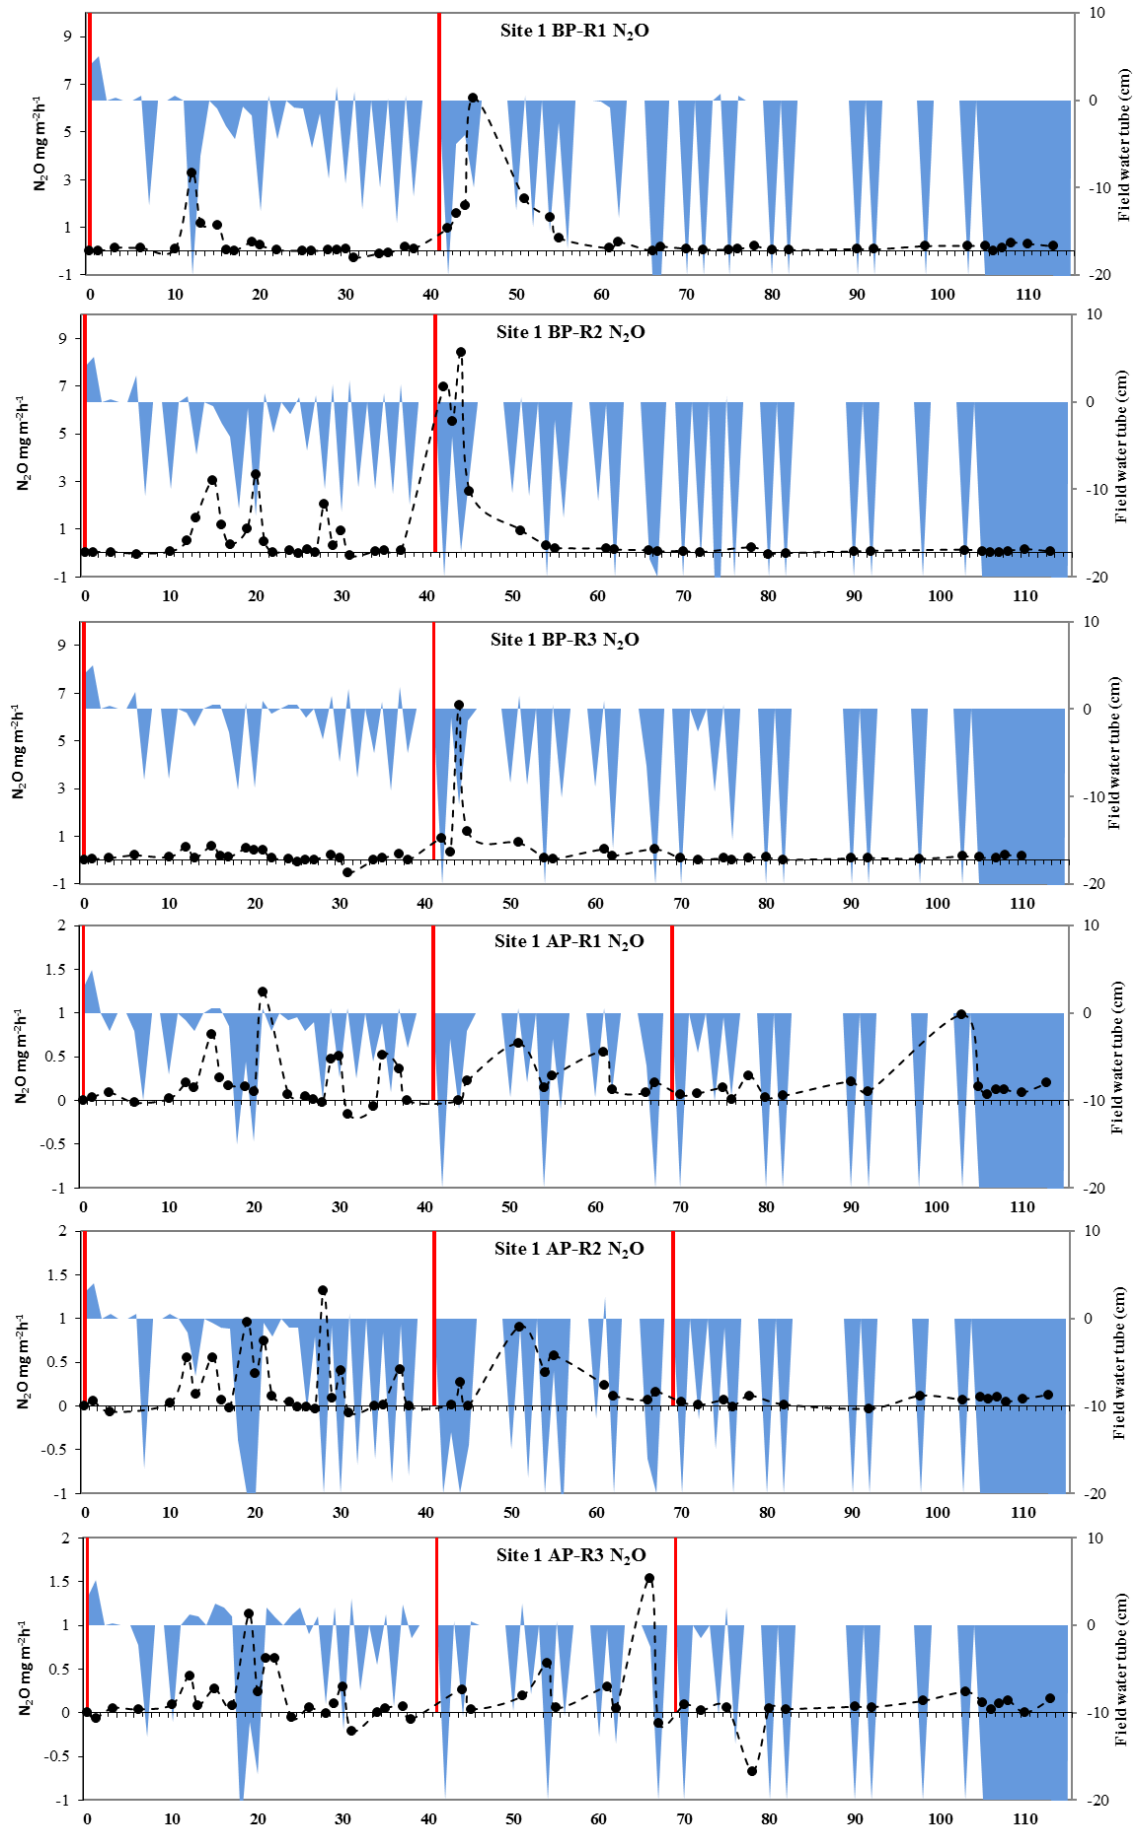 Site 1 BP-R1 N₂O
N₂O mg m⁻²h⁻¹
9
7
5
3
1
-1
10
0
-10
-20
Field water tube (cm)
0 10 20 30 40 50 60 70 80 90 100 110
Site 1 BP-R2 N₂O
N₂O mg m⁻²h⁻¹
9
7
5
3
1
-1
10
0
-10
-20
Field water tube (cm)
0 10 20 30 40 50 60 70 80 90 100 110
Site 1 BP-R3 N₂O
N₂O mg m⁻²h⁻¹
9
7
5
3
1
-1
10
0
-10
-20
Field water tube (cm)
0 10 20 30 40 50 60 70 80 90 100 110
Site 1 AP-R1 N₂O
N₂O mg m⁻²h⁻¹
2
1.5
1
0.5
0
-0.5
-1
10
0
-10
-20
Field water tube (cm)
0 10 20 30 40 50 60 70 80 90 100 110
Site 1 AP-R2 N₂O
N₂O mg m⁻²h⁻¹
2
1.5
1
0.5
0
-0.5
-1
10
0
-10
-20
Field water tube (cm)
0 10 20 30 40 50 60 70 80 90 100 110
Site 1 AP-R3 N₂O
N₂O mg m⁻²h⁻¹
2
1.5
1
0.5
0
-0.5
-1
10
0
-10
-20
Field water tube (cm)
0 10 20 30 40 50 60 70 80 90 100 110